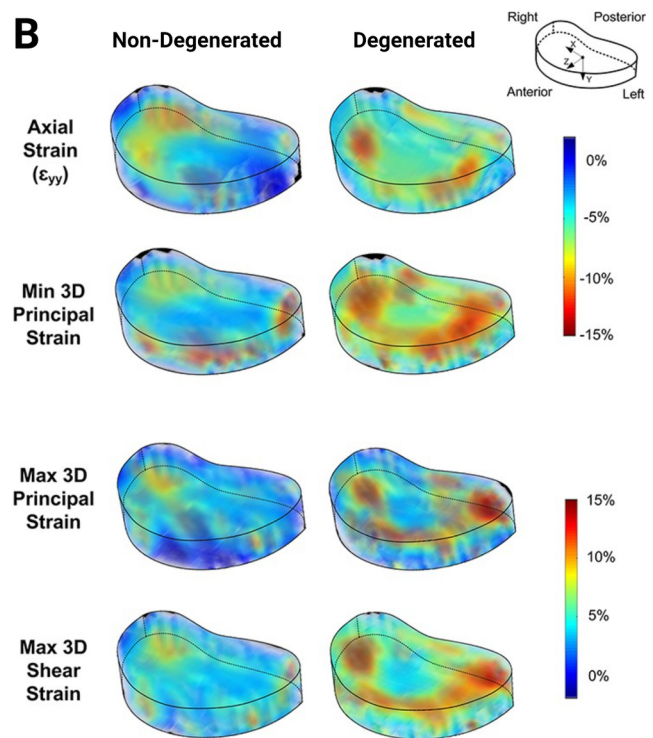 B
Non-Degenerated
Degenerated
Right
Posterior
X
Z
Y
Anterior
Left
Axial
Strain
(εyy)
0%
-5%
-10%
-15%
Min 3D
Principal
Strain
Max 3D
Principal
Strain
15%
10%
5%
0%
Max 3D
Shear
Strain